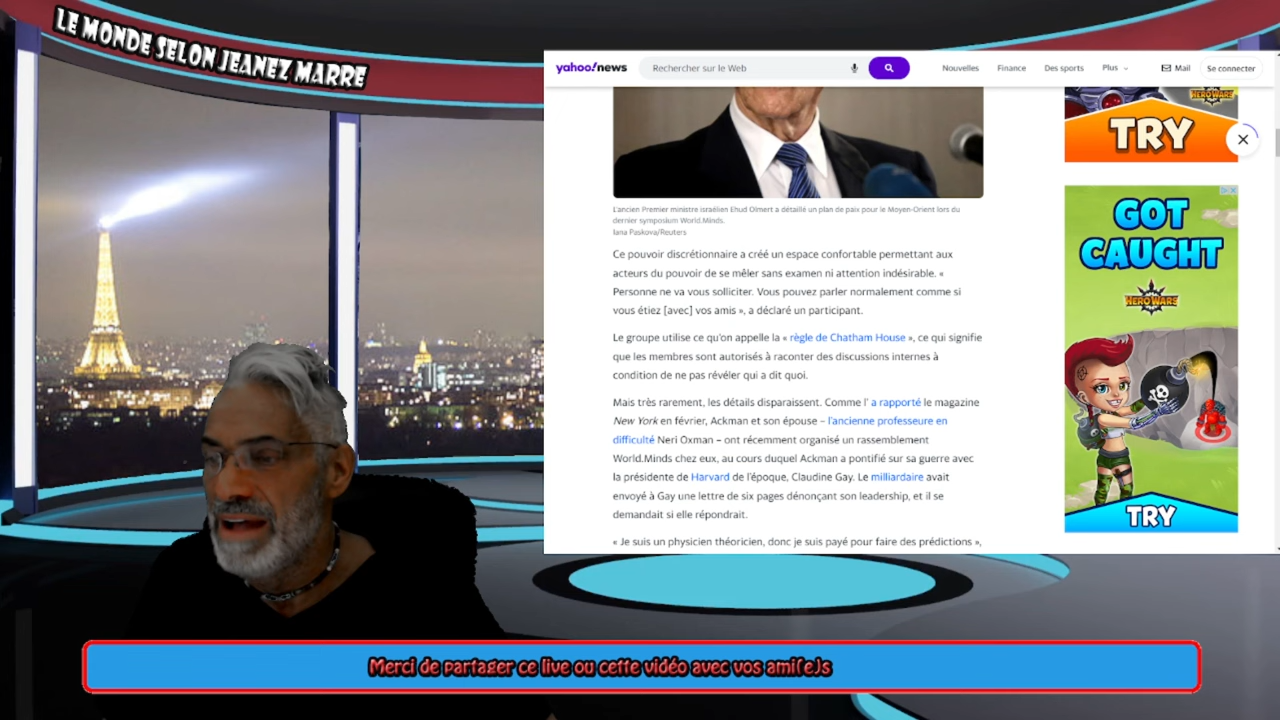 LE MONDE SELON JEANEZ MARRE
yahoo!news
Rechercher sur le Web
Nouvelles
Finance
Des sports
Plus
Mail
Se connecter
HEROWARS
TRY
L'ancien Premier ministre israélien Ehud Olmert a détaillé un plan de paix pour le Moyen-Orient lors du
dernier symposium World.Minds.
Iana Paskova/Reuters
Ce pouvoir discrétionnaire a créé un espace confortable permettant aux
acteurs du pouvoir de se mêler sans examen ni attention indésirable. «
Personne ne va vous solliciter. Vous pouvez parler normalement comme si
vous étiez [avec] vos amis », a déclaré un participant.
Le groupe utilise ce qu'on appelle la « règle de Chatham House », ce qui signifie
que les membres sont autorisés à raconter des discussions internes à
condition de ne pas révéler qui a dit quoi.
Mais très rarement, les détails disparaissent. Comme l' a rapporté le magazine
New York en février, Ackman et son épouse – l'ancienne professeure en
difficulté Neri Oxman – ont récemment organisé un rassemblement
World.Minds chez eux, au cours duquel Ackman a pontifié sur sa guerre avec
la présidente de Harvard de l'époque, Claudine Gay. Le milliardaire avait
envoyé à Gay une lettre de six pages dénonçant son leadership, et il se
demandait si elle répondrait.
« Je suis un physicien théoricien, donc je suis payé pour faire des prédictions »,
GOT
CAUGHT
HEROWARS
TRY
Merci de partager ce live ou cette vidéo avec vos ami(e)s